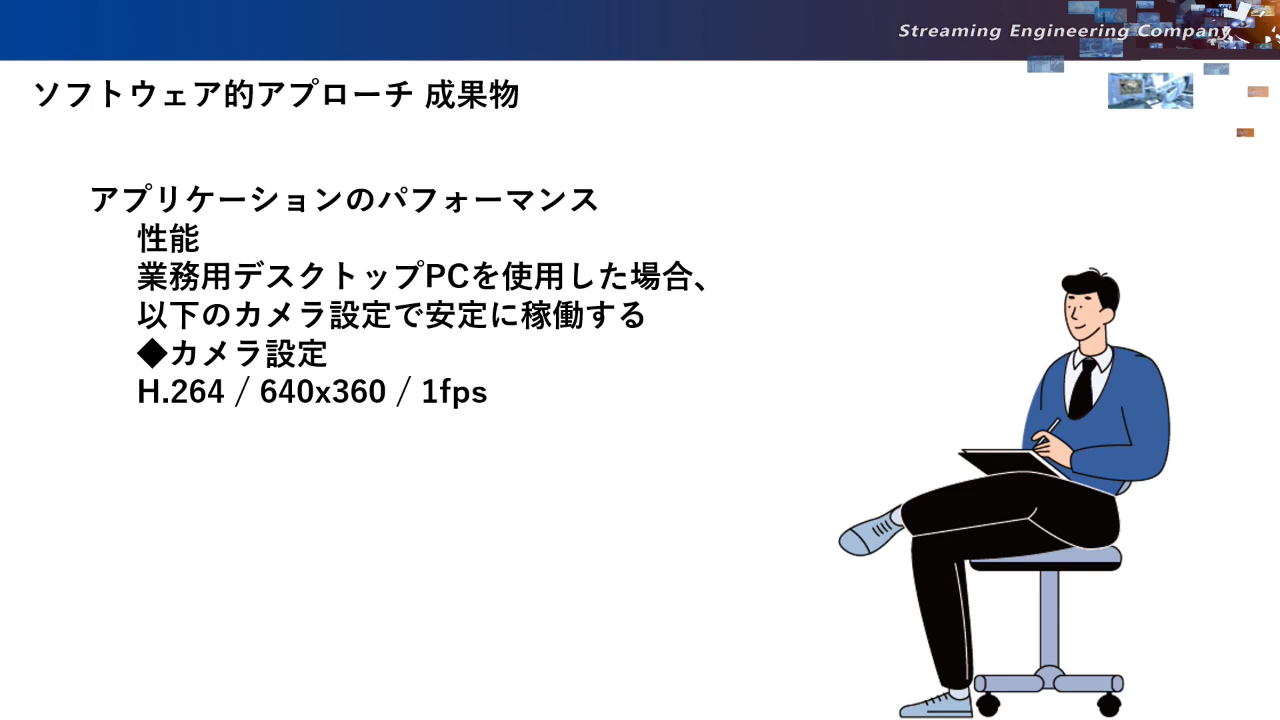 Streaming Engineering Company
ソフトウェア的アプローチ 成果物
アプリケーションのパフォーマンス
性能
業務用デスクトップPCを使用した場合、
以下のカメラ設定で安定に稼働する
◆カメラ設定
H.264 / 640x360 / 1fps